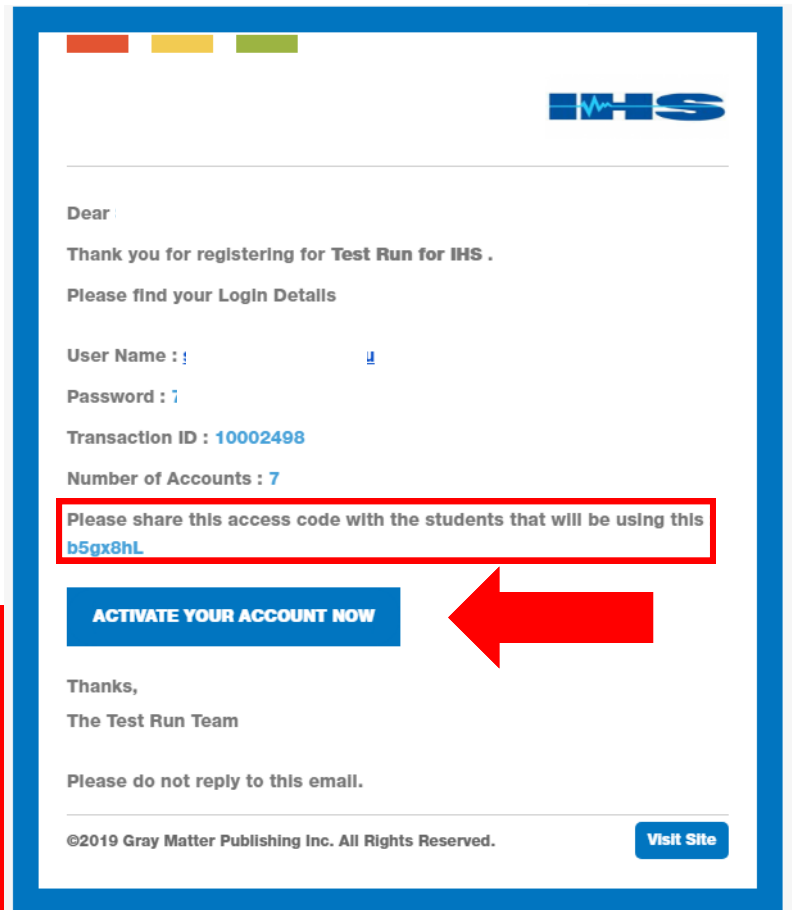 IHS
Dear
Thank you for registering for Test Run for IHS .
Please find your Login Details
User Name :
Password : 7
Transaction ID : 10002498
Number of Accounts : 7
Please share this access code with the students that will be using this
b5gx8hL
ACTIVATE YOUR ACCOUNT NOW
Thanks,
The Test Run Team
Please do not reply to this email.
©2019 Gray Matter Publishing Inc. All Rights Reserved.
Visit Site